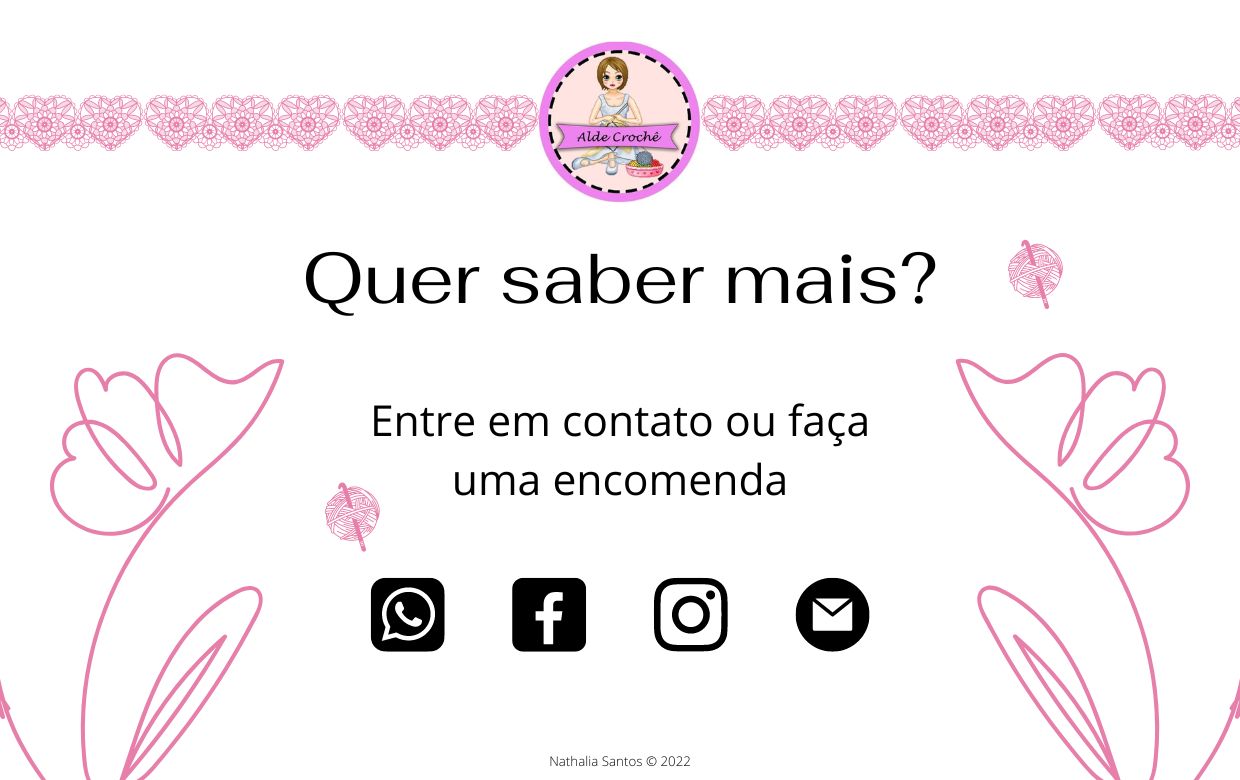 Alde Crochê
Quer saber mais?
Entre em contato ou faça
uma encomenda
Nathalia Santos © 2022